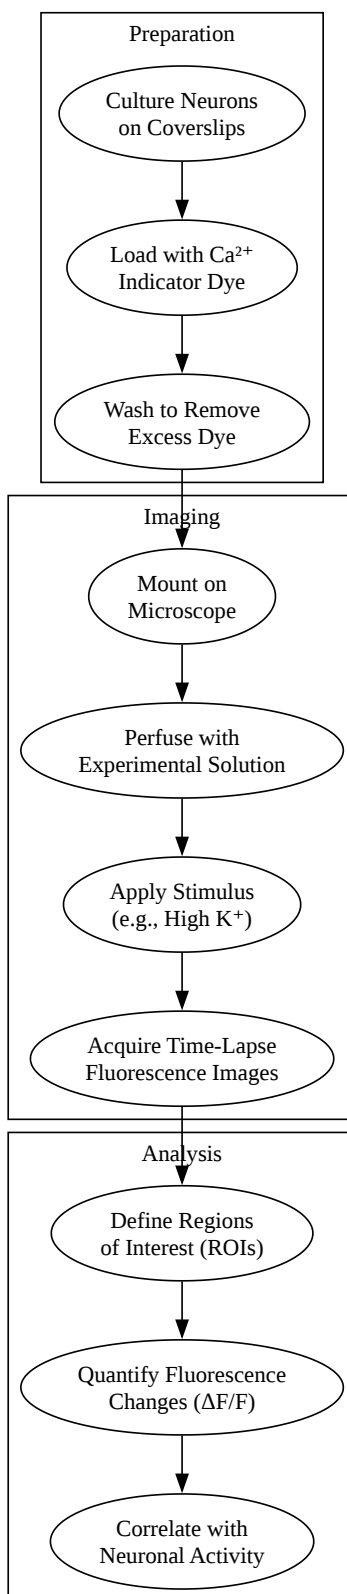 Preparation
Culture Neurons
on Coverslips
Load with Ca²⁺
Indicator Dye
Wash to Remove
Excess Dye
Imaging
Mount on
Microscope
Perfuse with
Experimental Solution
Apply Stimulus
(e.g., High K⁺)
Acquire Time-Lapse
Fluorescence Images
Analysis
Define Regions
of Interest (ROIs)
Quantify Fluorescence
Changes (ΔF/F)
Correlate with
Neuronal Activity